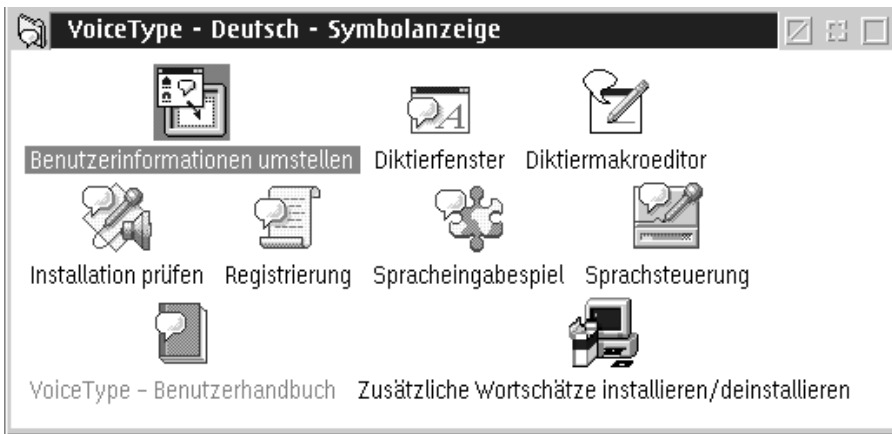 VoiceType - Deutsch - Symbolanzeige
Benutzerinformationen umstellen Diktierfenster Diktiermakroeditor
Installation prüfen Registrierung Spracheingabespiel Sprachsteuerung
VoiceType - Benutzerhandbuch Zusätzliche Wortschätze installieren/deinstallieren